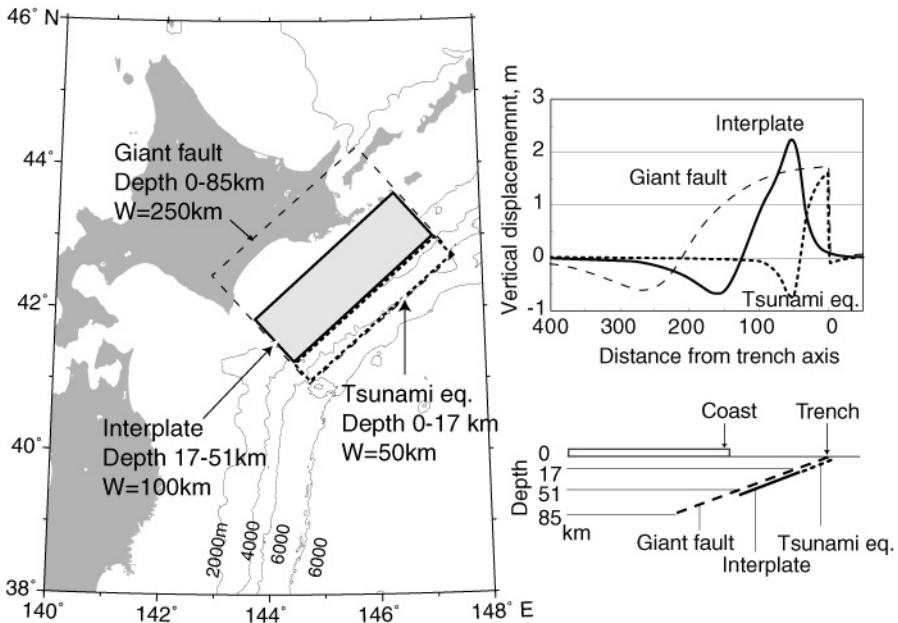 46˚ N
44˚
42˚
40˚
38˚
140˚
142˚
144˚
146˚
148˚ E
Giant fault
Depth 0-85km
W=250km
Tsunami eq.
Depth 0-17 km
W=50km
Interplate
Depth 17-51km
W=100km
2000m
4000
6000
6000
Vertical displacememnt, m
3
2
1
0
-1
Interplate
Giant fault
Tsunami eq.
400
300
200
100
0
Distance from trench axis
Coast
Trench
Depth
0
17
51
85
km
Giant fault
Tsunami eq.
Interplate